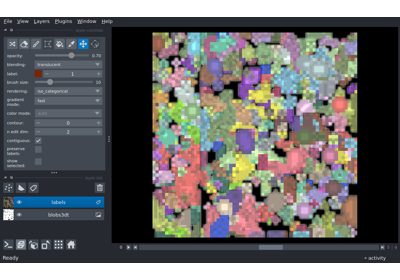 File View Layers Plugins Window Help
opacity: 0.70
blending: translucent
label: 1
brush size: 10
rendering: iso_categorical
gradient mode: fast
color mode:
contour: 0
n edit dim: 2
contiguous:
preserve labels:
show selected:
labels
blobs3dt
0
Ready
activity